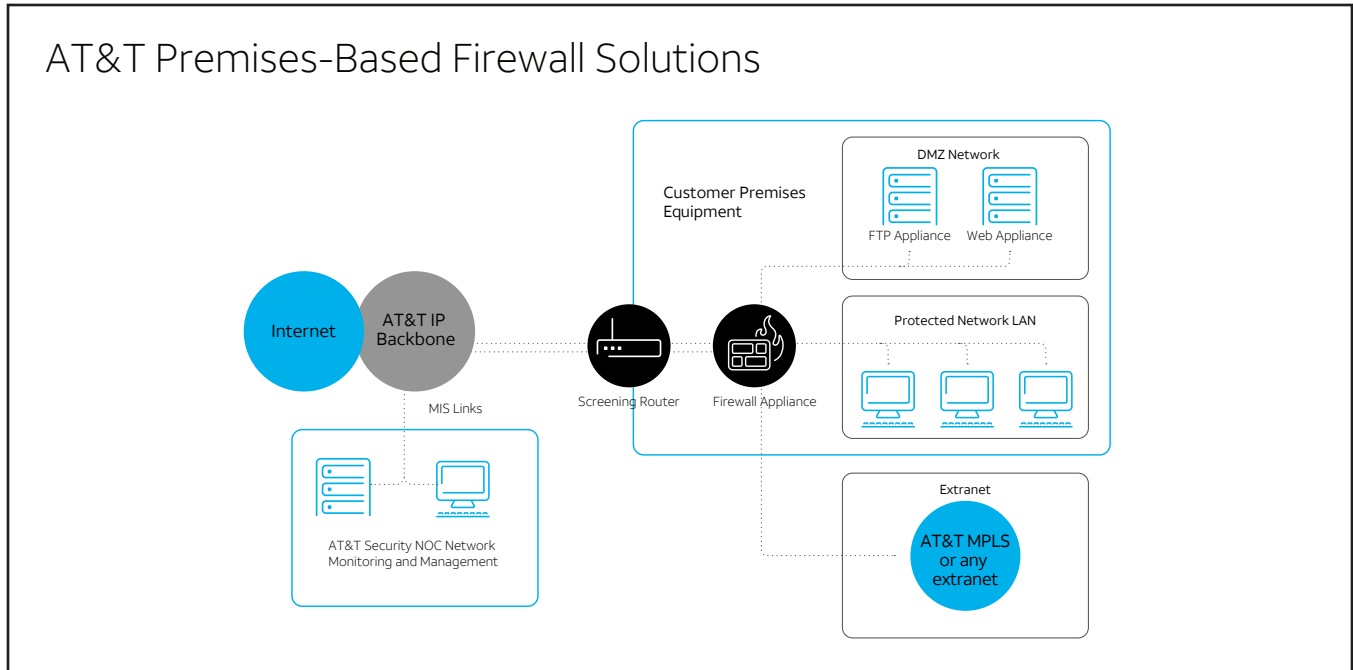 AT&T Premises-Based Firewall Solutions
Customer Premises
Equipment
DMZ Network
FTP Appliance
Web Appliance
Internet
AT&T IP
Backbone
Protected Network LAN
MIS Links
Screening Router
Firewall Appliance
AT&T Security NOC Network
Monitoring and Management
Extranet
AT&T MPLS
or any
extranet